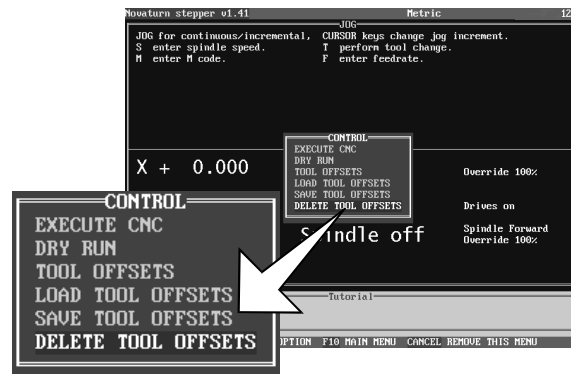 Novaturn stepper v1.41 Metric 12
JOG
JOG for continuous/incremental, CURSOR keys change jog increment.
S enter spindle speed. T perform tool change.
M enter M code. F enter feedrate.
CONTROL
EXECUTE CNC
DRY RUN
TOOL OFFSETS
LOAD TOOL OFFSETS
SAVE TOOL OFFSETS
DELETE TOOL OFFSETS
X + 0.000
Override 100%
Drives on
Spindle off
Spindle Forward
Override 100%
CONTROL
EXECUTE CNC
DRY RUN
TOOL OFFSETS
LOAD TOOL OFFSETS
SAVE TOOL OFFSETS
DELETE TOOL OFFSETS
Tutorial
F10 MAIN MENU CANCEL REMOVE THIS MENU